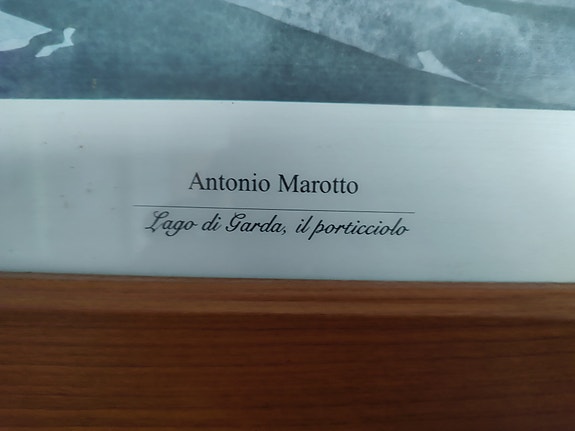 Antonio Marotto
Lago di Garda, il porticciolo